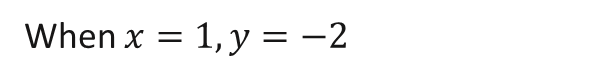 When x = 1, y = −2